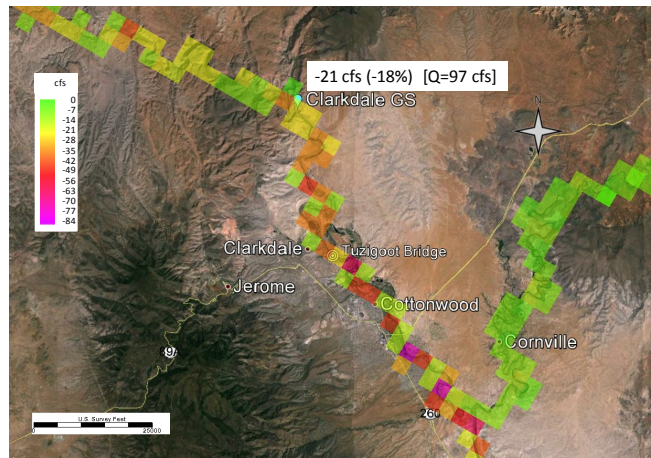 cfs
0
-7
-14
-21
-28
-35
-42
-49
-56
-63
-70
-77
-84
-21 cfs (-18%) [Q=97 cfs]
Clarkdale GS
N
Clarkdale
Tuzigoot Bridge
Jerome
Cottonwood
Cornville
260
U.S. Survey Feet
0 25000